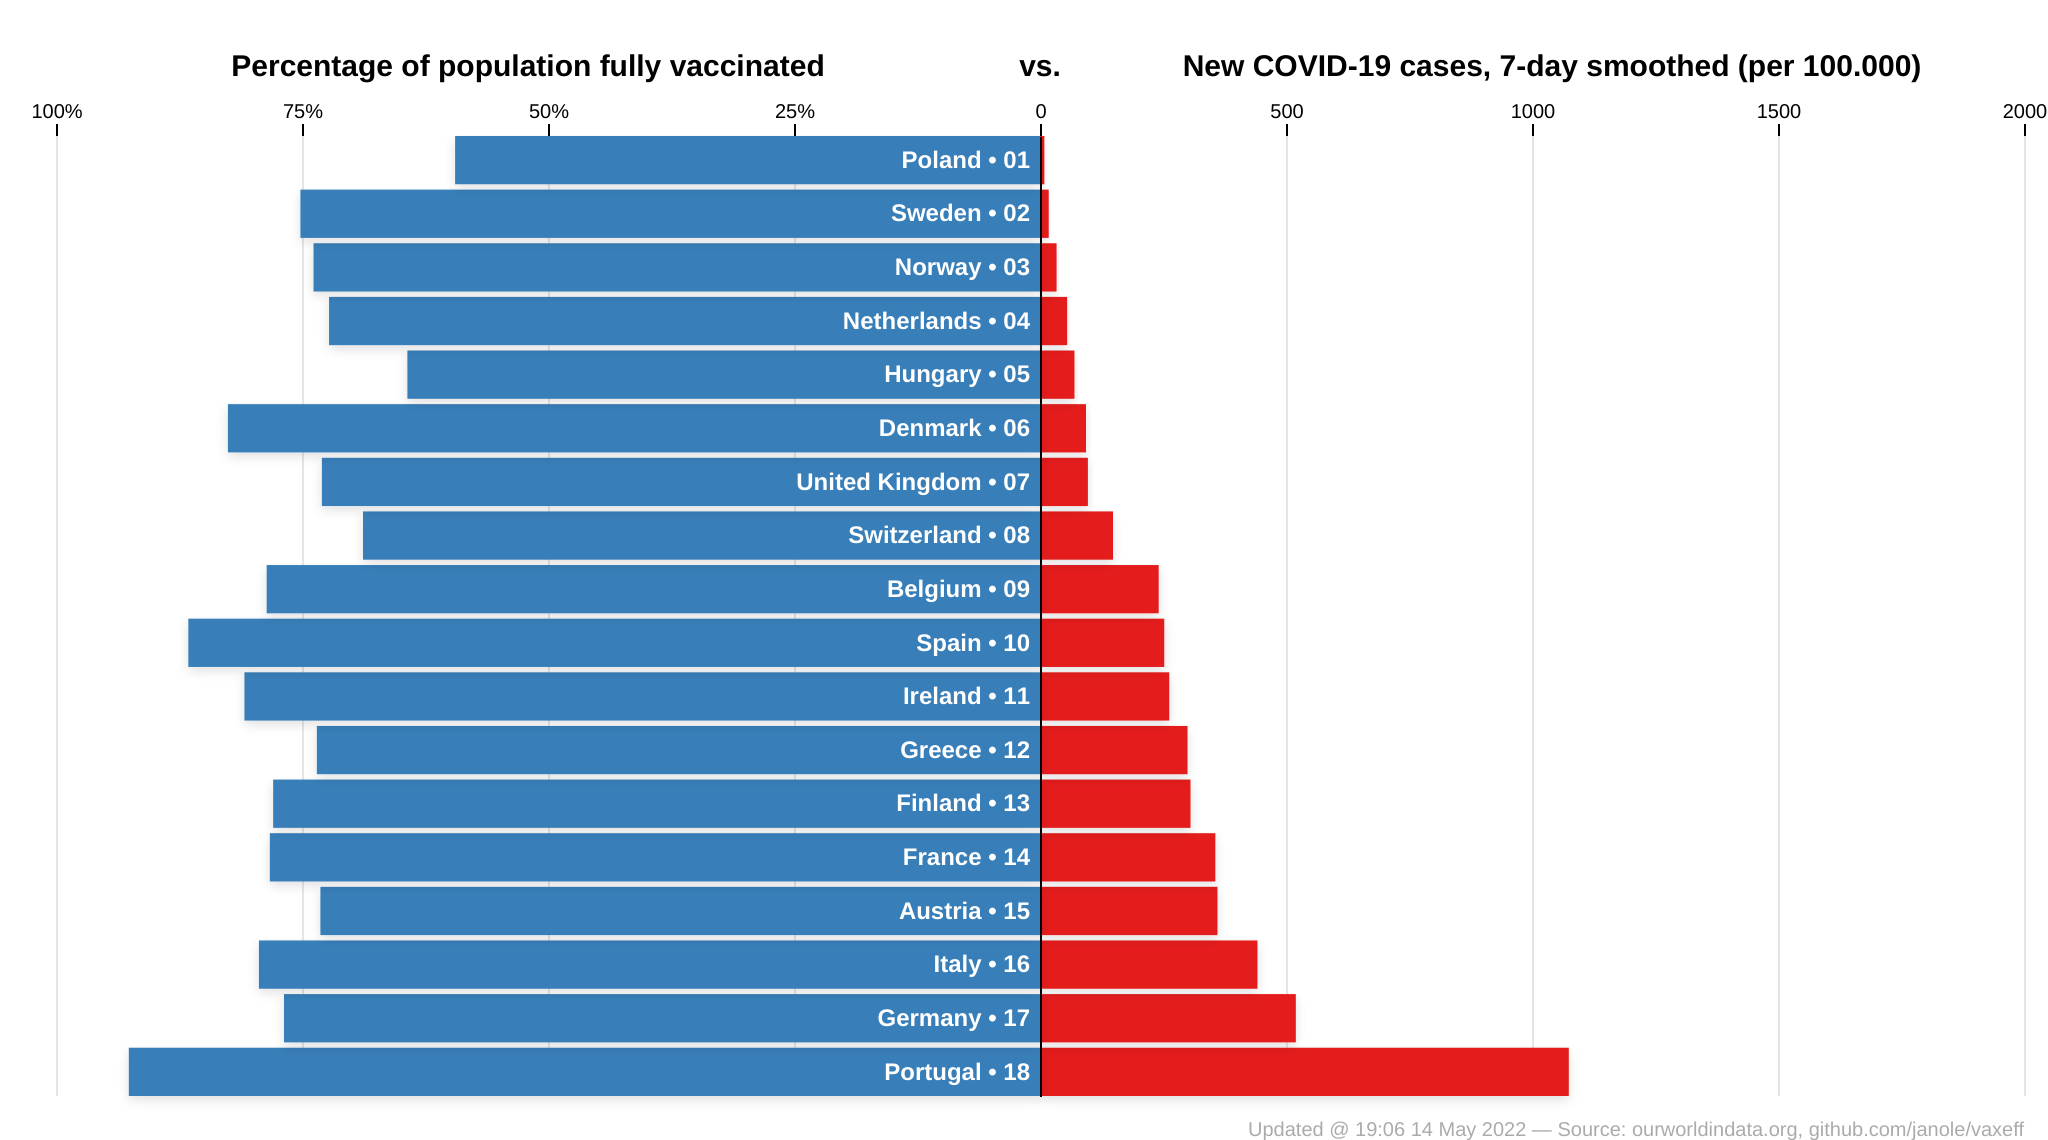 Percentage of population fully vaccinated vs. New COVID-19 cases, 7-day smoothed (per 100.000)
100% 75% 50% 25% 0 500 1000 1500 2000
Poland • 01
Sweden • 02
Norway • 03
Netherlands • 04
Hungary • 05
Denmark • 06
United Kingdom • 07
Switzerland • 08
Belgium • 09
Spain • 10
Ireland • 11
Greece • 12
Finland • 13
France • 14
Austria • 15
Italy • 16
Germany • 17
Portugal • 18
Updated @ 19:06 14 May 2022 — Source: ourworldindata.org, github.com/janole/vaxeff